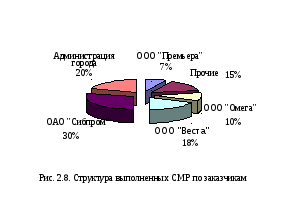 Администрация
города
20%
ООО "Премьера"
7%
Прочие 15%
ООО "Омега"
10%
ООО "Веста"
18%
ОАО "Сибпром"
30%
Рис. 2.8. Структура выполненных СМР по заказчикам